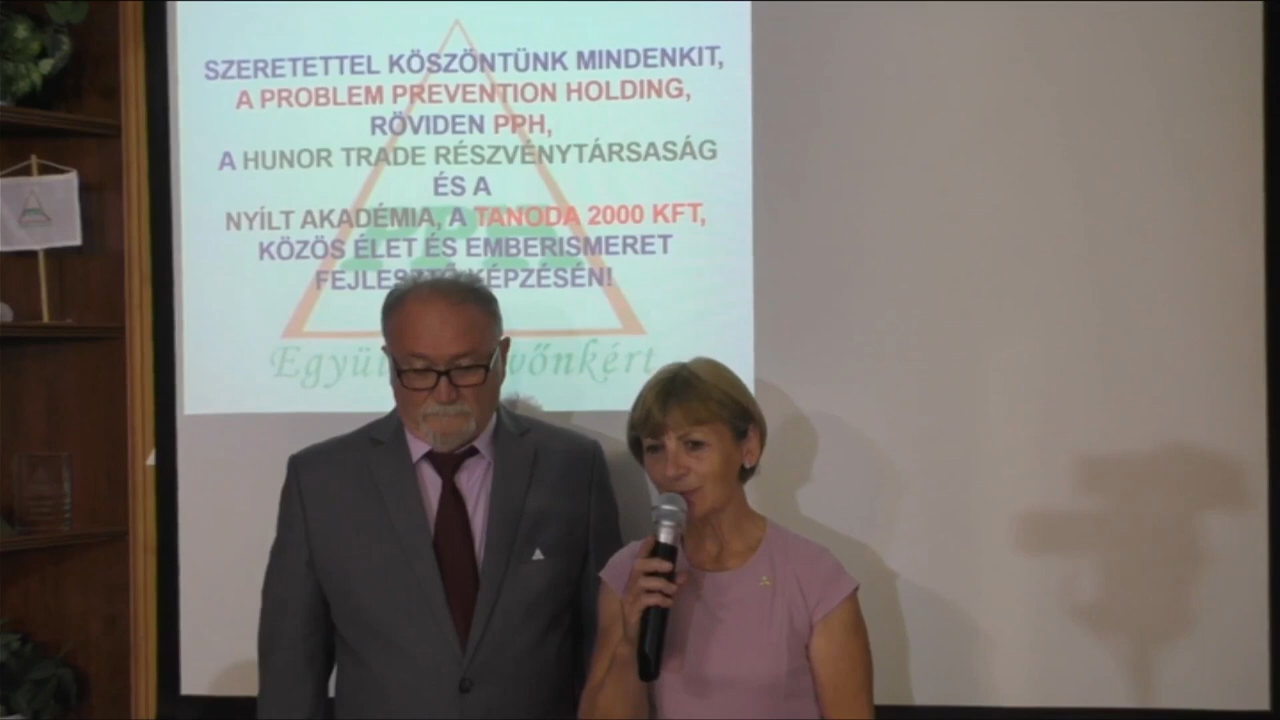 SZERETETTEL KÖSZÖNTÜNK MINDENKIT,
A PROBLEM PREVENTION HOLDING,
RÖVIDEN PPH,
A HUNOR TRADE RÉSZVÉNYTÁRSASÁG
ÉS A
NYÍLT AKADÉMIA, A TANODA 2000 KFT,
KÖZÖS ÉLET ÉS EMBERISMERET
FEJLESZTŐ KÉPZÉSÉN!